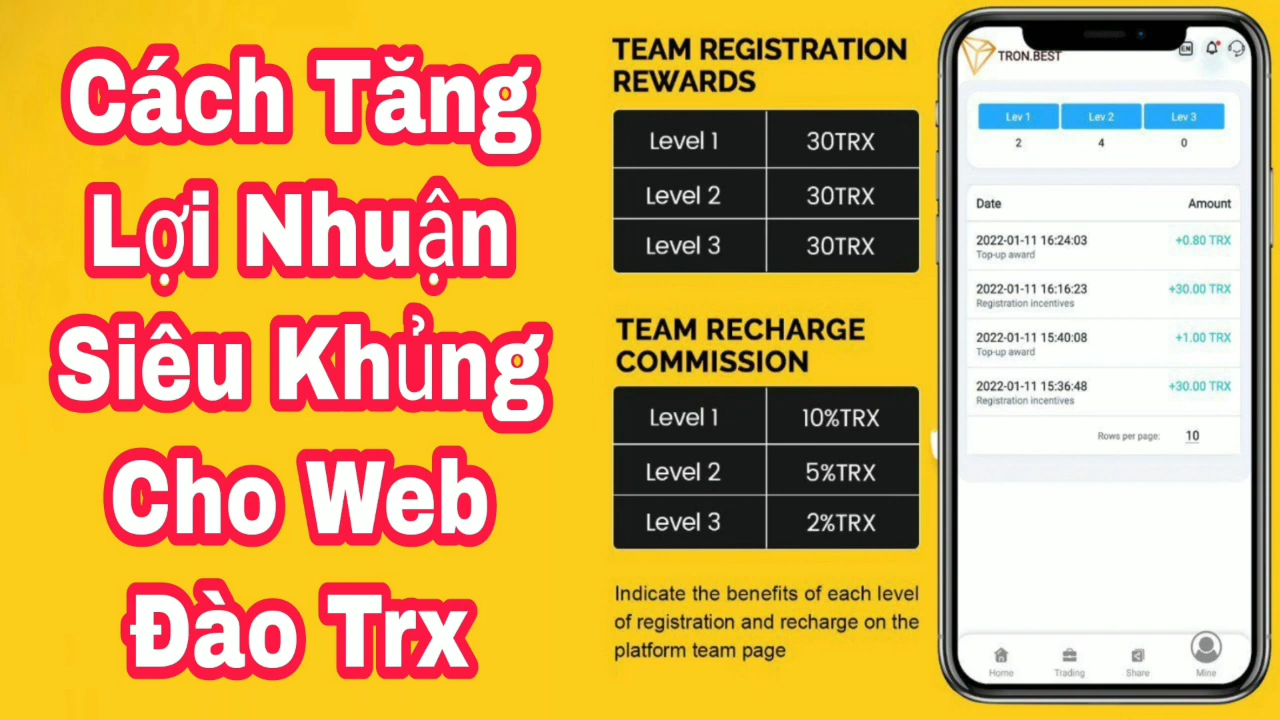 Cách Tăng
Lợi Nhuận
Siêu Khủng
Cho Web
Đào Trx
TEAM REGISTRATION
REWARDS
Level 1 30TRX
Level 2 30TRX
Level 3 30TRX
TEAM RECHARGE
COMMISSION
Level 1 10%TRX
Level 2 5%TRX
Level 3 2%TRX
Indicate the benefits of each level
of registration and recharge on the
platform team page
TRON.BEST EN
Lev 1 Lev 2 Lev 3
2 4 0
Date Amount
2022-01-11 16:24:03 +0.80 TRX
Top-up award
2022-01-11 16:16:23 +30.00 TRX
Registration incentives
2022-01-11 15:40:08 +1.00 TRX
Top-up award
2022-01-11 15:36:48 +30.00 TRX
Registration incentives
Rows per page: 10
Home Trading Share Mine